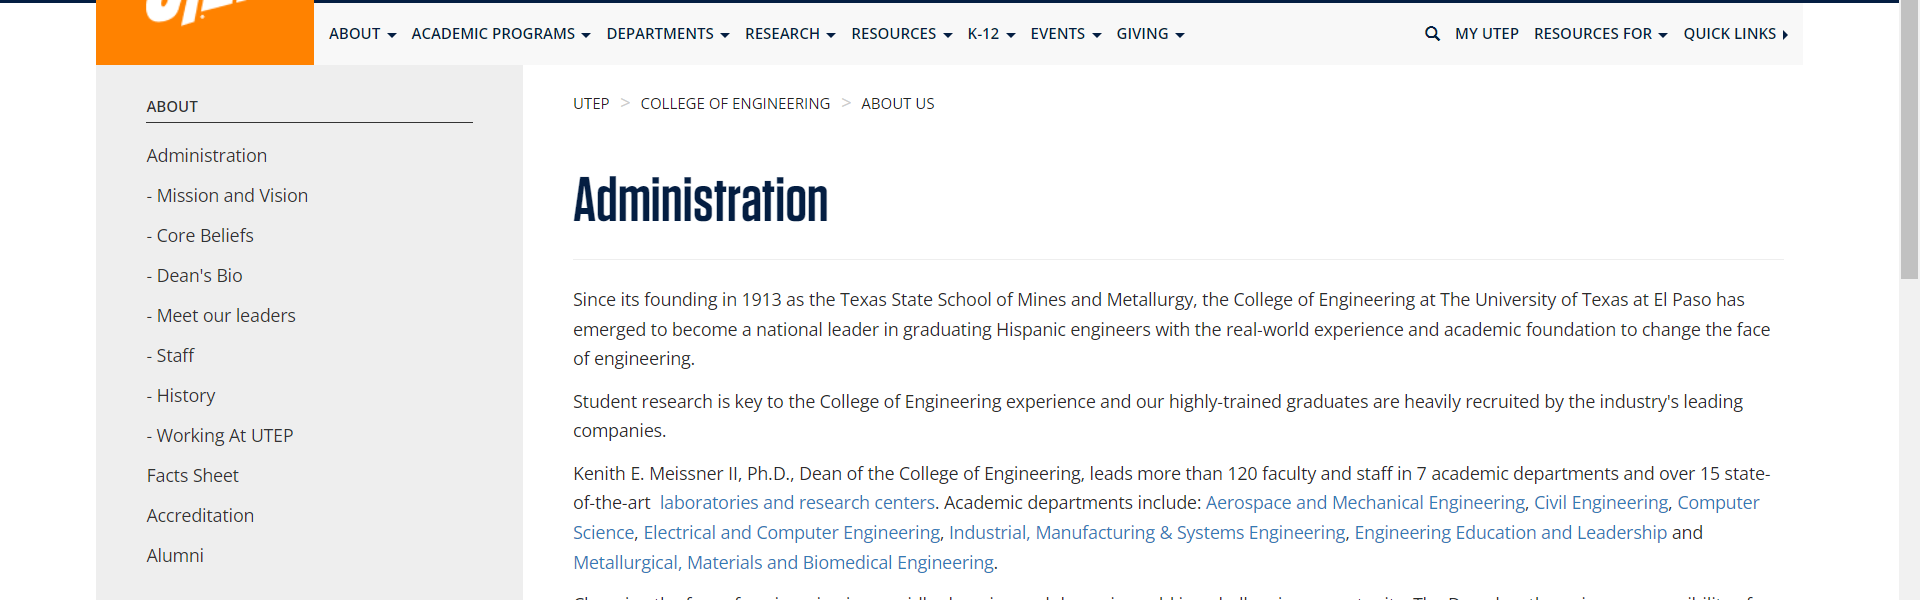 ABOUT ACADEMIC PROGRAMS DEPARTMENTS RESEARCH RESOURCES K-12 EVENTS GIVING MY UTEP RESOURCES FOR QUICK LINKS
ABOUT
Administration
- Mission and Vision
- Core Beliefs
- Dean's Bio
- Meet our leaders
- Staff
- History
- Working At UTEP
Facts Sheet
Accreditation
Alumni
UTEP > COLLEGE OF ENGINEERING > ABOUT US
Administration
Since its founding in 1913 as the Texas State School of Mines and Metallurgy, the College of Engineering at The University of Texas at El Paso has
emerged to become a national leader in graduating Hispanic engineers with the real-world experience and academic foundation to change the face
of engineering.
Student research is key to the College of Engineering experience and our highly-trained graduates are heavily recruited by the industry's leading
companies.
Kenith E. Meissner II, Ph.D., Dean of the College of Engineering, leads more than 120 faculty and staff in 7 academic departments and over 15 state-
of-the-art laboratories and research centers. Academic departments include: Aerospace and Mechanical Engineering, Civil Engineering, Computer
Science, Electrical and Computer Engineering, Industrial, Manufacturing & Systems Engineering, Engineering Education and Leadership and
Metallurgical, Materials and Biomedical Engineering.